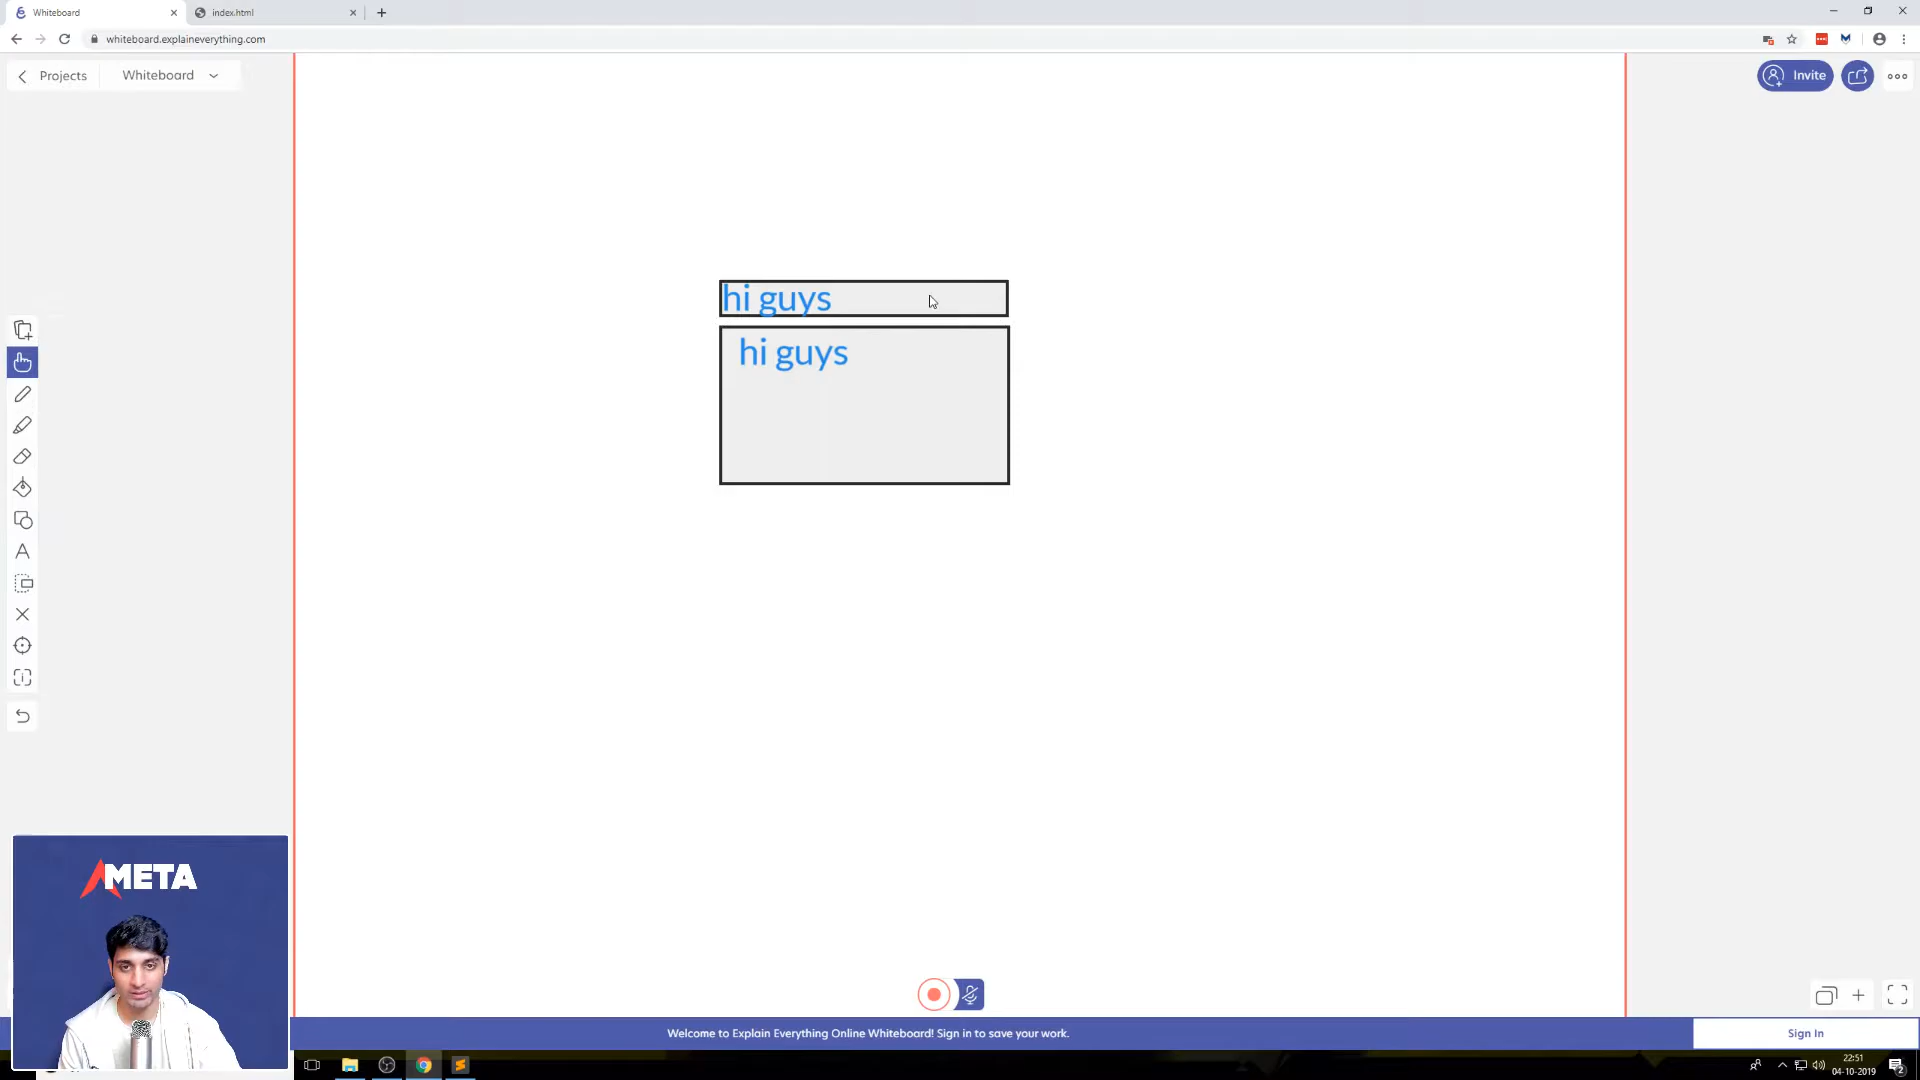 Whiteboard
index.html
whiteboard.explaineverything.com
Projects
Whiteboard
Invite
hi guys
hi guys
META
Welcome to Explain Everything Online Whiteboard! Sign in to save your work.
Sign In
22:51
04-10-2019